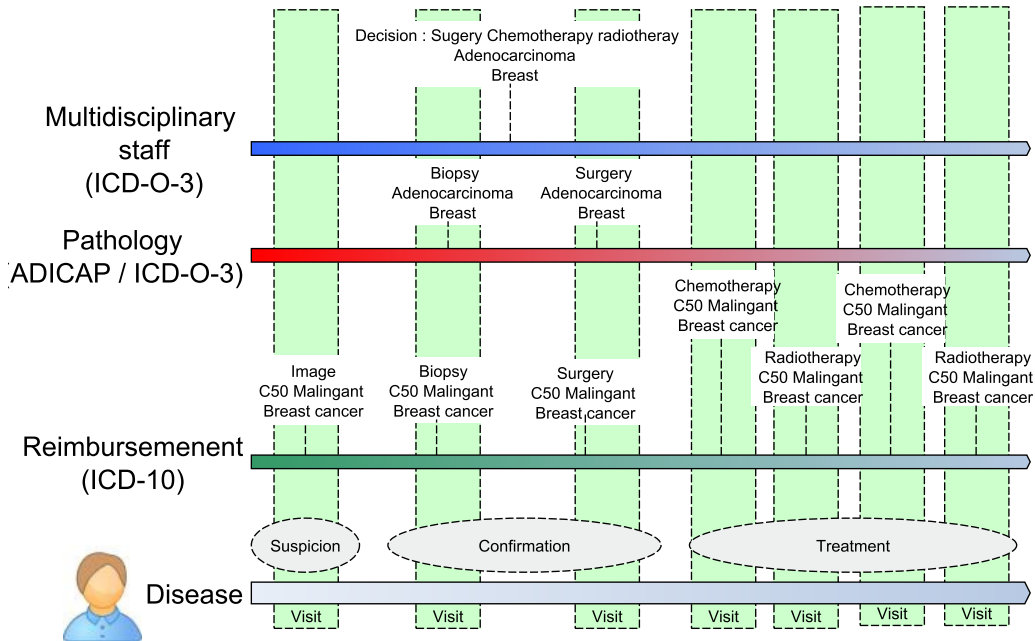 Decision : Sugery Chemotherapy radiotheray
Adenocarcinoma
Breast
Multidisciplinary
staff
(ICD-O-3)
Biopsy
Adenocarcinoma
Breast
Surgery
Adenocarcinoma
Breast
Pathology
ADICAP / ICD-O-3)
Chemotherapy
C50 Malingant
Breast cancer
Chemotherapy
C50 Malingant
Breast cancer
Image
C50 Malingant
Breast cancer
Biopsy
C50 Malingant
Breast cancer
Surgery
C50 Malingant
Breast cancer
Radiotherapy
C50 Malingant
Breast cancer
Radiotherapy
C50 Malingant
Breast cancer
Reimbursemenent
(ICD-10)
Suspicion
Confirmation
Treatment
Disease
Visit
Visit
Visit
Visit
Visit
Visit
Visit